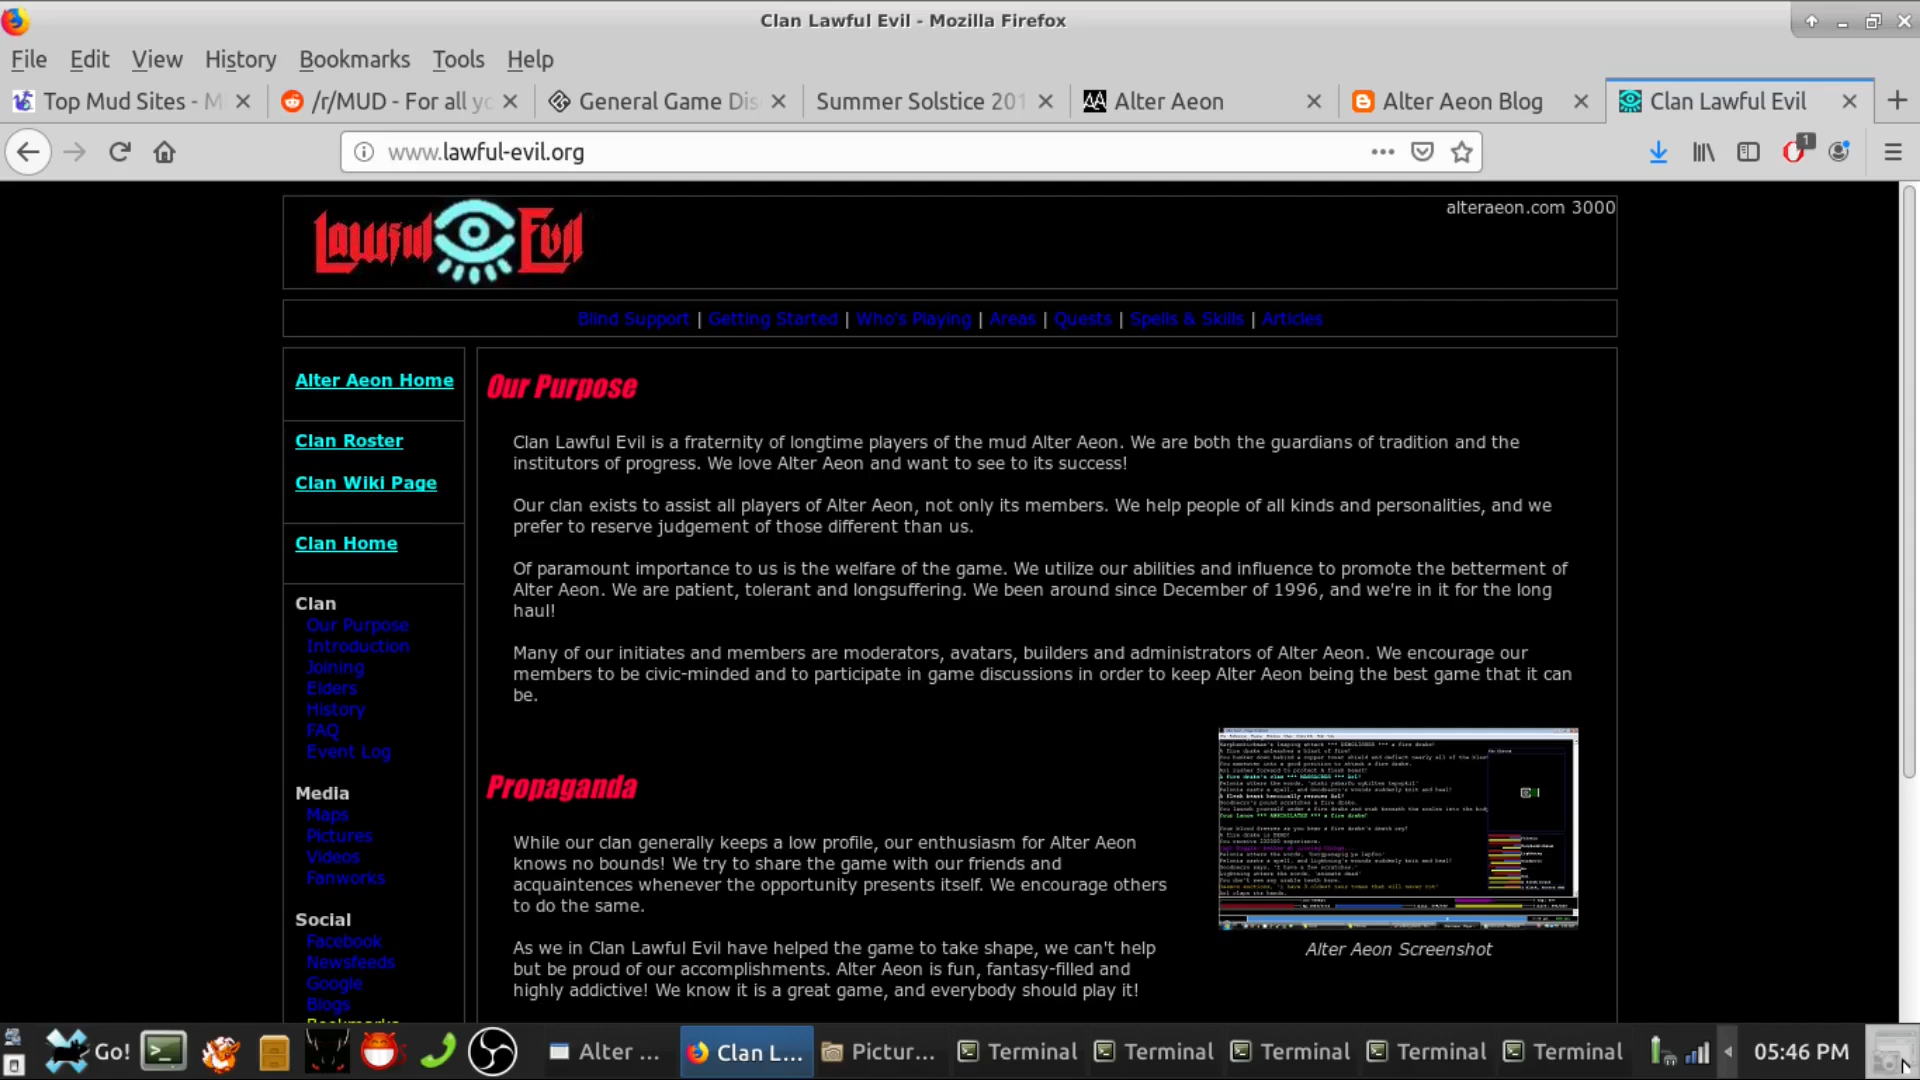 Clan Lawful Evil - Mozilla Firefox
File Edit View History Bookmarks Tools Help
Top Mud Sites - M
/r/MUD - For all yo
General Game Dis
Summer Solstice 201
Alter Aeon
Alter Aeon Blog
Clan Lawful Evil
www.lawful-evil.org
1
Lawful Evil
alteraeon.com 3000
Blind Support | Getting Started | Who's Playing | Areas | Quests | Spells & Skills | Articles
Alter Aeon Home
Clan Roster
Clan Wiki Page
Clan Home
Clan
Our Purpose
Introduction
Joining
Elders
History
FAQ
Event Log
Media
Maps
Pictures
Videos
Fanworks
Social
Facebook
Newsfeeds
Google
Blogs
Bookmarks
Our Purpose
Clan Lawful Evil is a fraternity of longtime players of the mud Alter Aeon. We are both the guardians of tradition and the
institutors of progress. We love Alter Aeon and want to see to its success!
Our clan exists to assist all players of Alter Aeon, not only its members. We help people of all kinds and personalities, and we
prefer to reserve judgement of those different than us.
Of paramount importance to us is the welfare of the game. We utilize our abilities and influence to promote the betterment of
Alter Aeon. We are patient, tolerant and longsuffering. We been around since December of 1996, and we're in it for the long
haul!
Many of our initiates and members are moderators, avatars, builders and administrators of Alter Aeon. We encourage our
members to be civic-minded and to participate in game discussions in order to keep Alter Aeon being the best game that it can
be.
Propaganda
While our clan generally keeps a low profile, our enthusiasm for Alter Aeon
knows no bounds! We try to share the game with our friends and
acquaintences whenever the opportunity presents itself. We encourage others
to do the same.
As we in Clan Lawful Evil have helped the game to take shape, we can't help
but be proud of our accomplishments. Alter Aeon is fun, fantasy-filled and
highly addictive! We know it is a great game, and everybody should play it!
Alter Aeon Screenshot
Go!
Alter ...
Clan L...
Pictur...
Terminal
Terminal
Terminal
Terminal
Terminal
05:46 PM